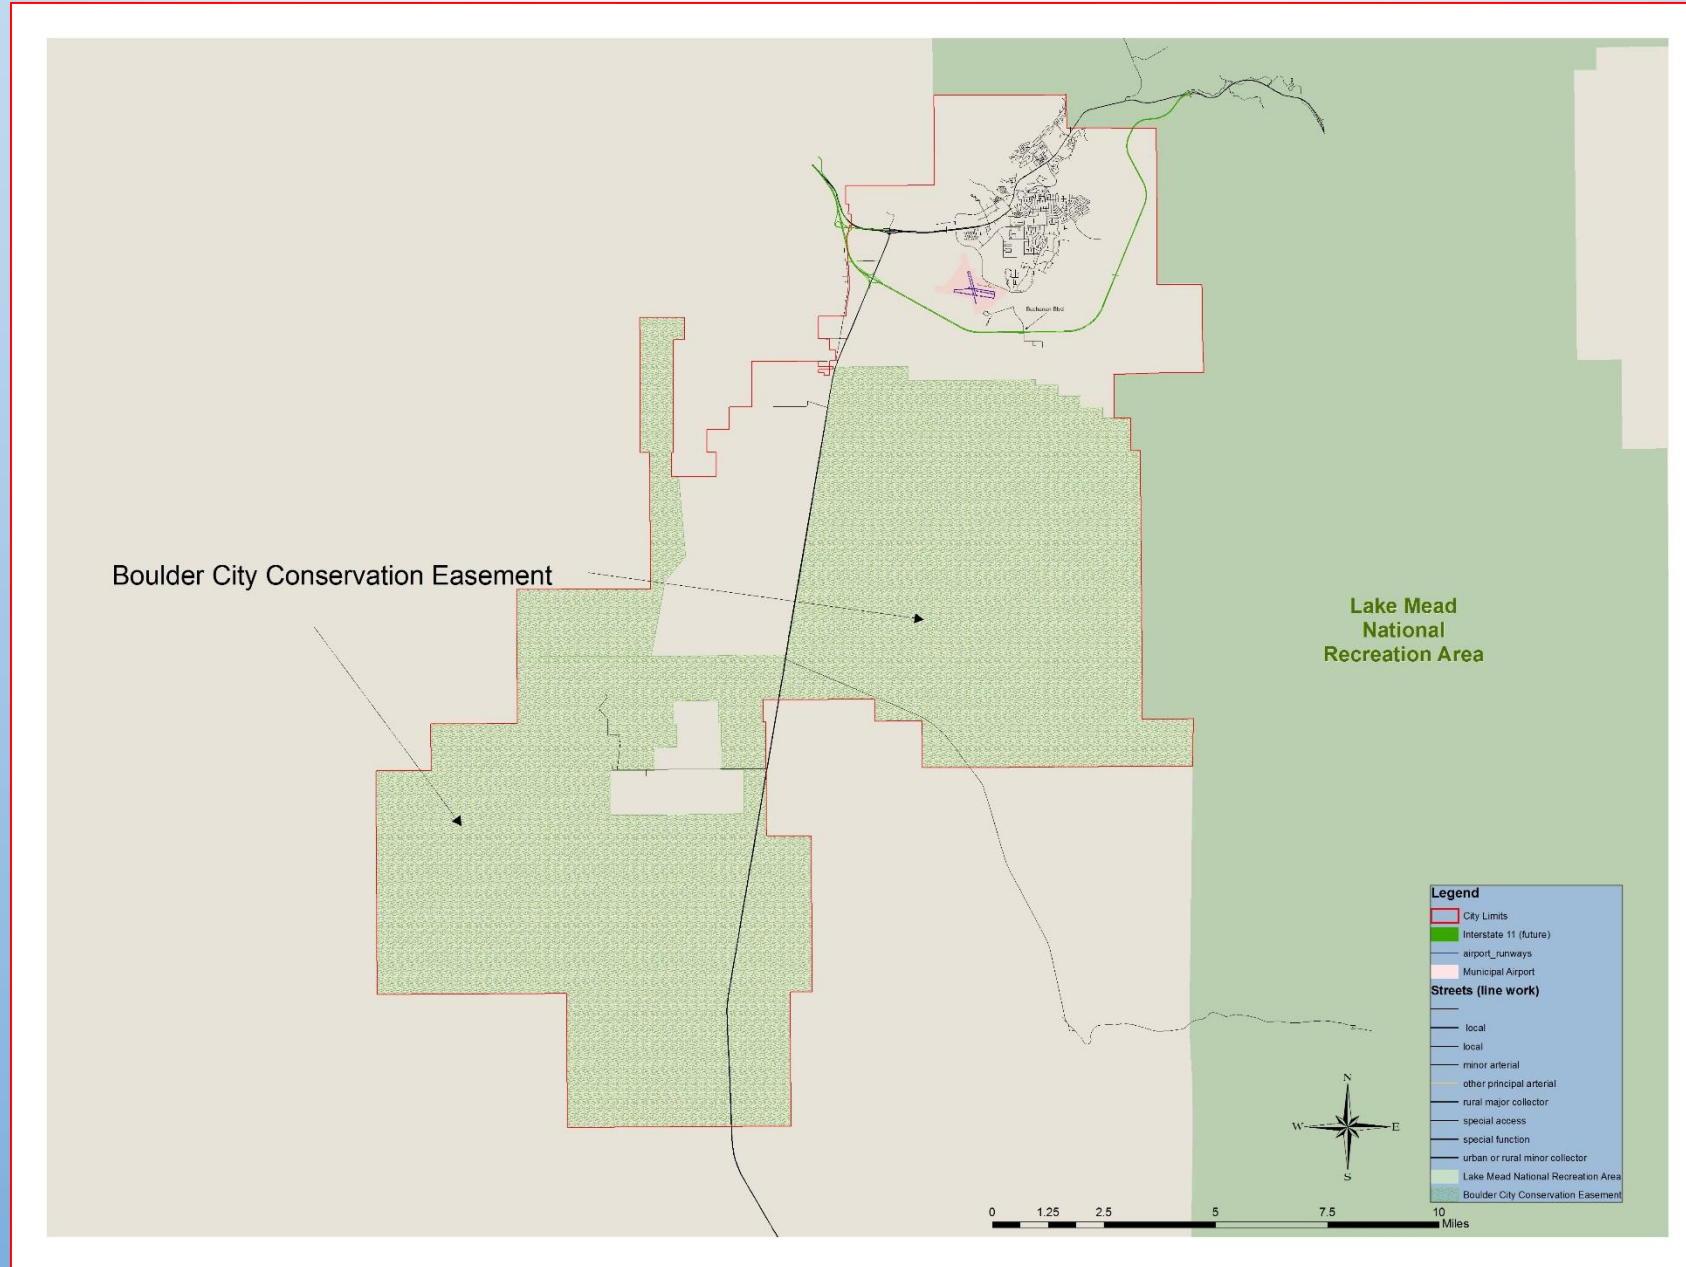 Buchanan Blvd
Boulder City Conservation Easement
Lake Mead
National
Recreation Area
Legend
City Limits
Interstate 11 (future)
airport_runways
Municipal Airport
Streets (line work)
local
local
minor arterial
other principal arterial
rural major collector
special access
special function
urban or rural minor collector
Lake Mead National Recreation Area
Boulder City Conservation Easement
N
W E
S
0 1.25 2.5 5 7.5 10
Miles